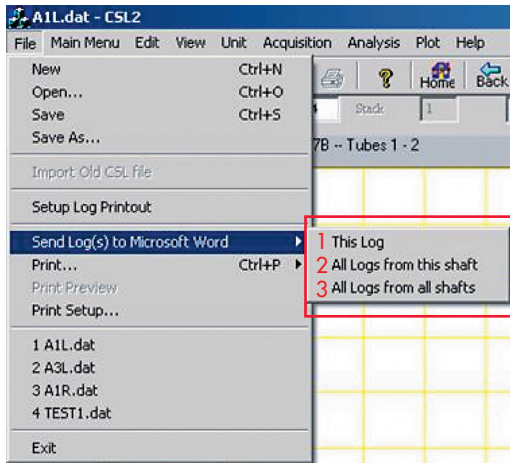 A1L.dat - CSL2
File Main Menu Edit View Unit Acquisition Analysis Plot Help
New Ctrl+N
Open... Ctrl+O
Save Ctrl+S
Save As...
Import Old CSL file
Setup Log Printout
Send Log(s) to Microsoft Word
Print... Ctrl+P
Print Preview
Print Setup...
1 A1L.dat
2 A3L.dat
3 A1R.dat
4 TEST1.dat
Exit
? Home Back
Stack 1
7B -- Tubes 1 - 2
1 This Log
2 All Logs from this shaft
3 All Logs from all shafts